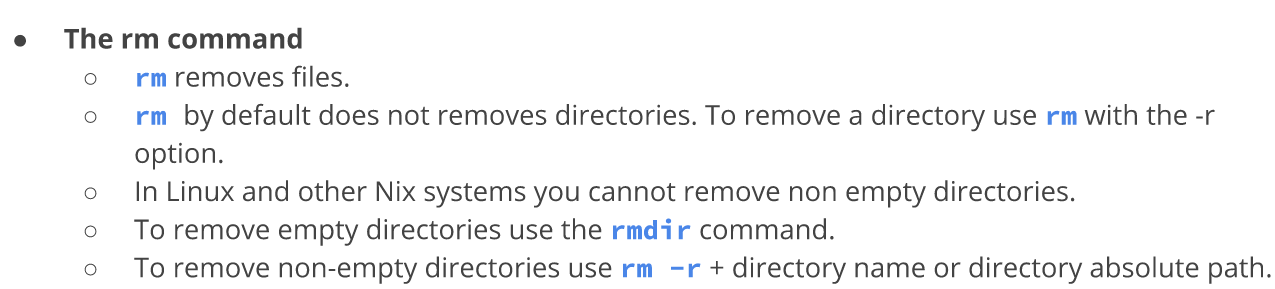 ● The rm command
○ rm removes files.
○ rm by default does not removes directories. To remove a directory use rm with the -r
option.
○ In Linux and other Nix systems you cannot remove non empty directories.
○ To remove empty directories use the rmdir command.
○ To remove non-empty directories use rm -r + directory name or directory absolute path.